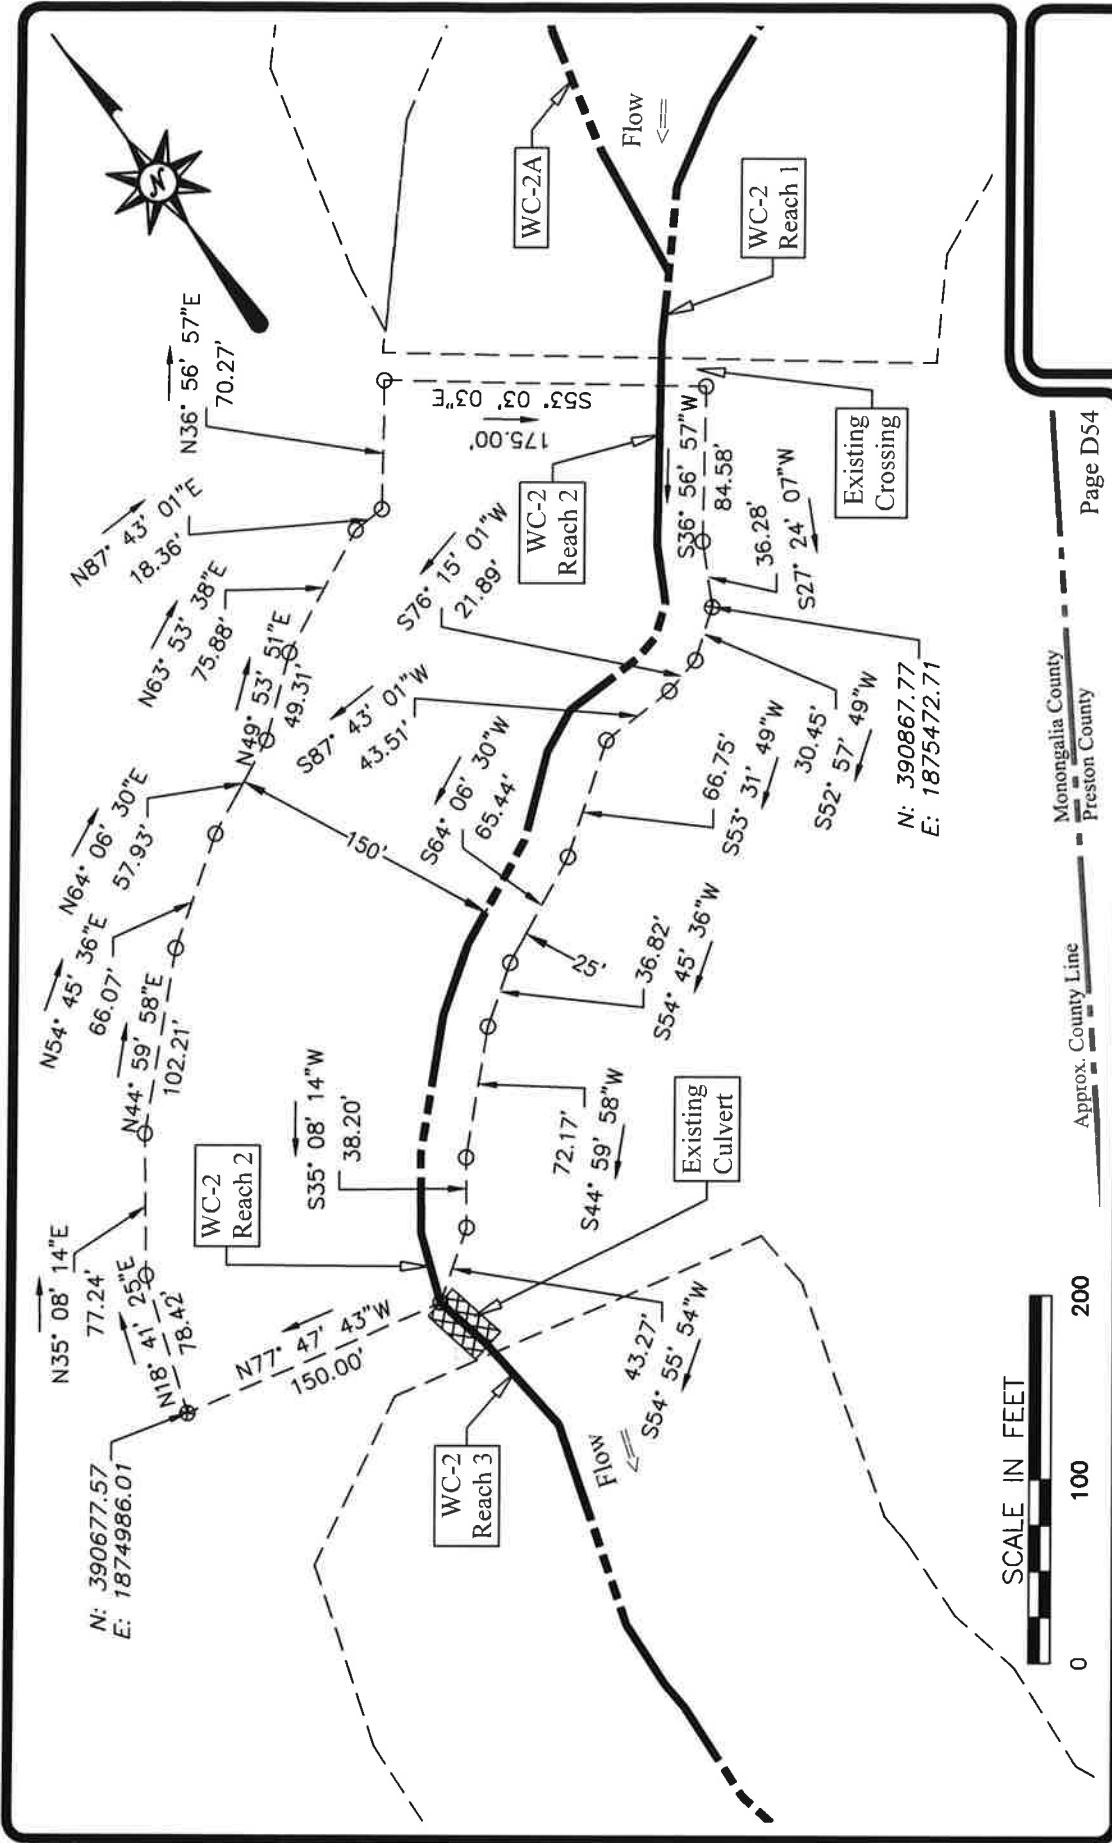 N
N36° 56' 57"E
70.27'
N87° 43' 01"E
18.36'
N63° 53' 38"E
75.88'
N49° 53' 51"E
49.31'
N64° 06' 30"E
57.93'
N54° 45' 36"E
66.07'
N44° 59' 58"E
102.21'
N35° 08' 14"E
77.24'
N18° 41' 25"E
78.42'
N: 390677.57
E: 1874986.01
N77° 47' 43"W
150.00'
S53° 03' 03"E
175.00'
WC-2A
Flow
<==
WC-2
Reach 1
WC-2
Reach 2
S36° 56' 57"W
84.58'
Existing
Crossing
36.28'
S27° 24' 07"W
S76° 15' 01"W
21.89'
S87° 43' 01"W
43.51'
N: 390867.77
E: 1875472.71
30.45'
S52° 57' 49"W
66.75'
S53° 31' 49"W
150'
S64° 06' 30"W
65.44'
25'
36.82'
S54° 45' 36"W
S35° 08' 14"W
38.20'
72.17'
S44° 59' 58"W
WC-2
Reach 2
Existing
Culvert
43.27'
S54° 55' 54"W
WC-2
Reach 3
Flow
<==
SCALE IN FEET
0 100 200
Approx. County Line
Monongalia County
Preston County
Page D54